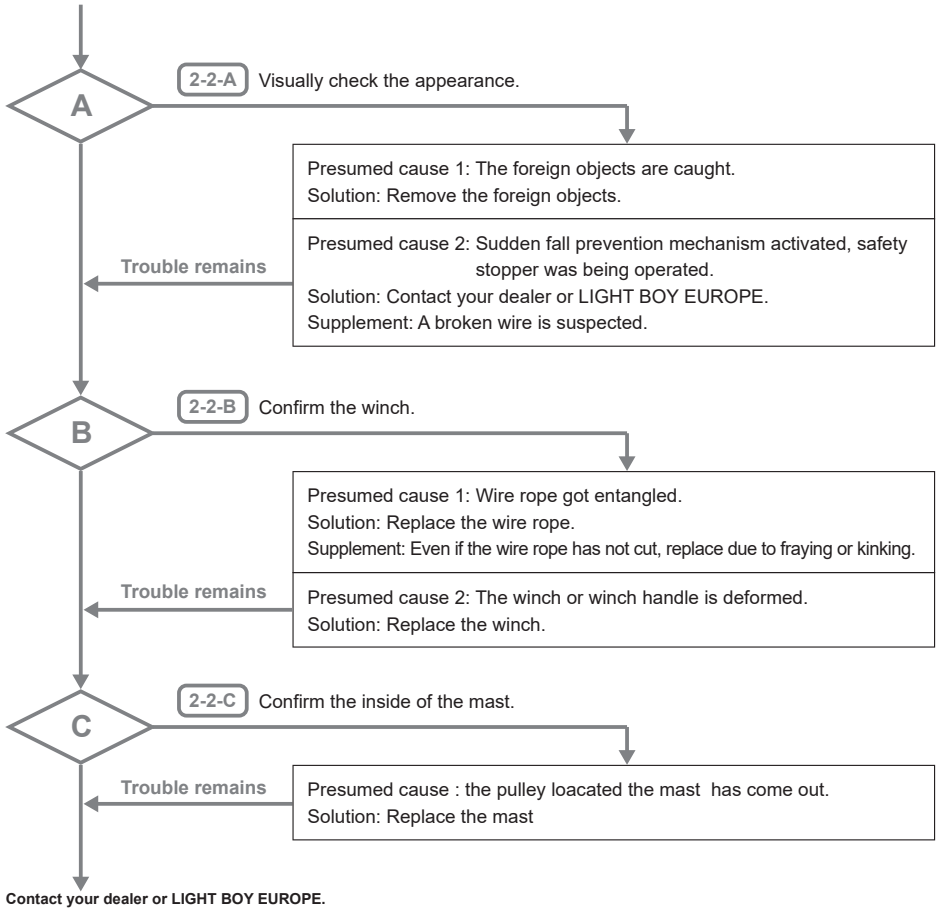 2-2-A Visually check the appearance.
A
Presumed cause 1: The foreign objects are caught.
Solution: Remove the foreign objects.
Presumed cause 2: Sudden fall prevention mechanism activated, safety
stopper was being operated.
Solution: Contact your dealer or LIGHT BOY EUROPE.
Supplement: A broken wire is suspected.
Trouble remains
2-2-B Confirm the winch.
B
Presumed cause 1: Wire rope got entangled.
Solution: Replace the wire rope.
Supplement: Even if the wire rope has not cut, replace due to fraying or kinking.
Presumed cause 2: The winch or winch handle is deformed.
Solution: Replace the winch.
Trouble remains
2-2-C Confirm the inside of the mast.
C
Presumed cause : the pulley loacated the mast has come out.
Solution: Replace the mast
Trouble remains
Contact your dealer or LIGHT BOY EUROPE.